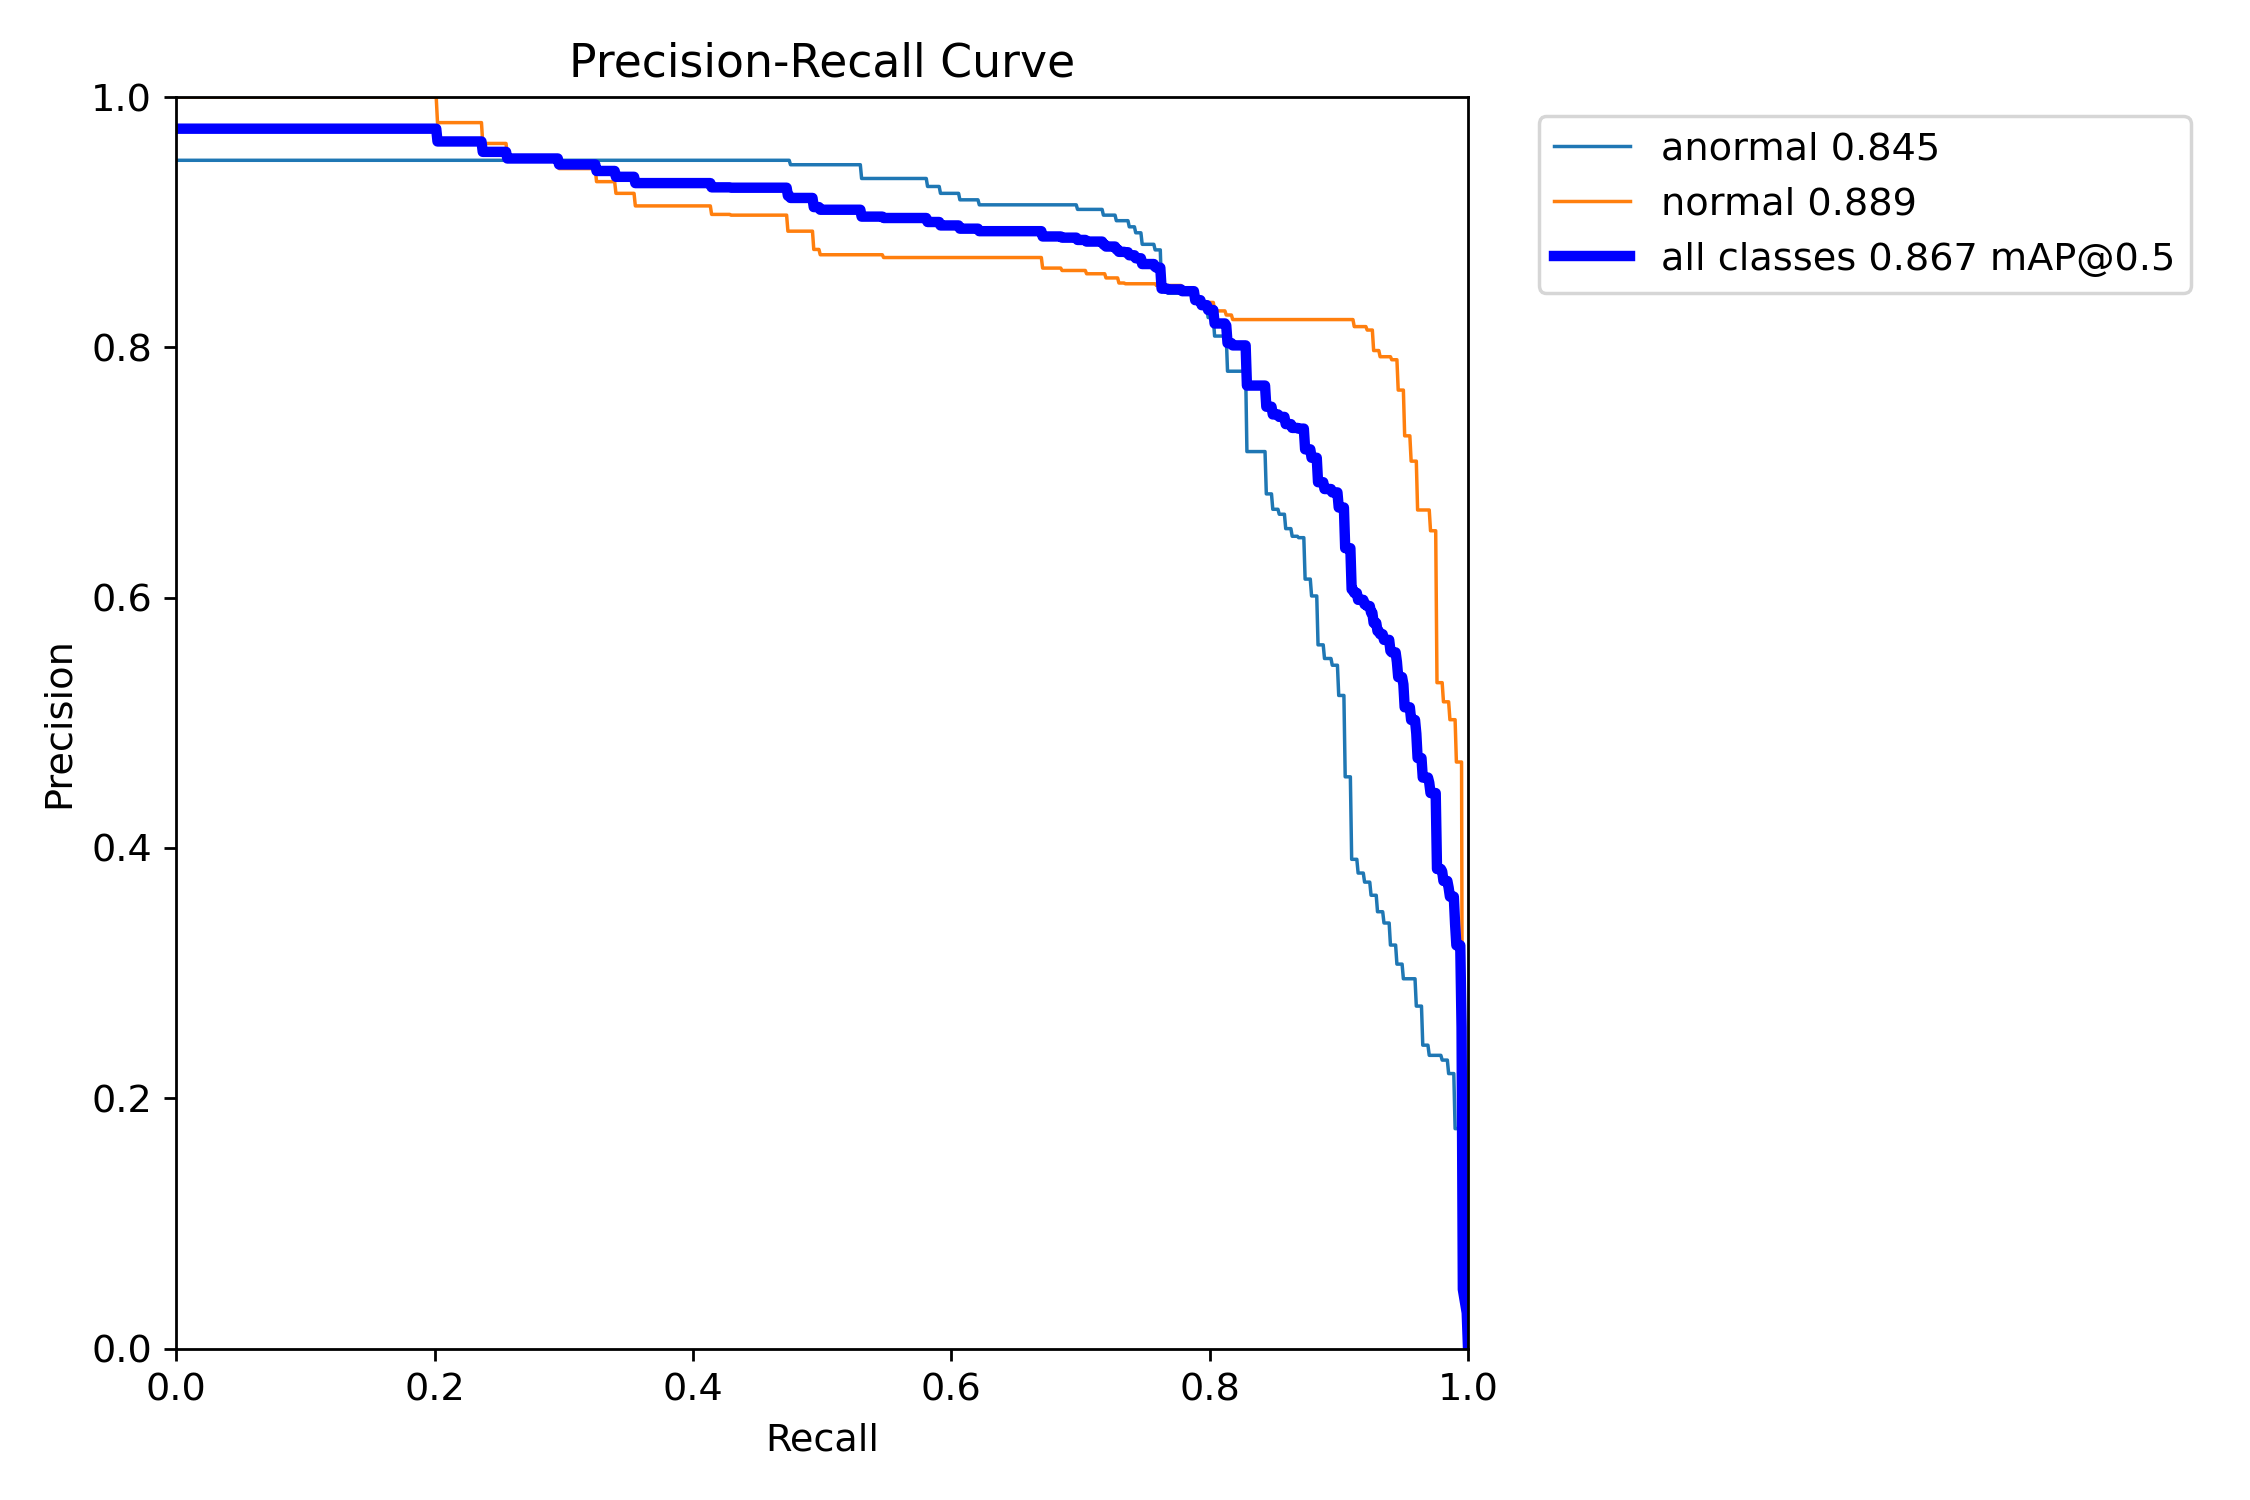 Precision-Recall Curve
1.0
0.8
0.6
0.4
0.2
0.0
Precision
0.0 0.2 0.4 0.6 0.8 1.0
Recall
anormal 0.845
normal 0.889
all classes 0.867 mAP@0.5